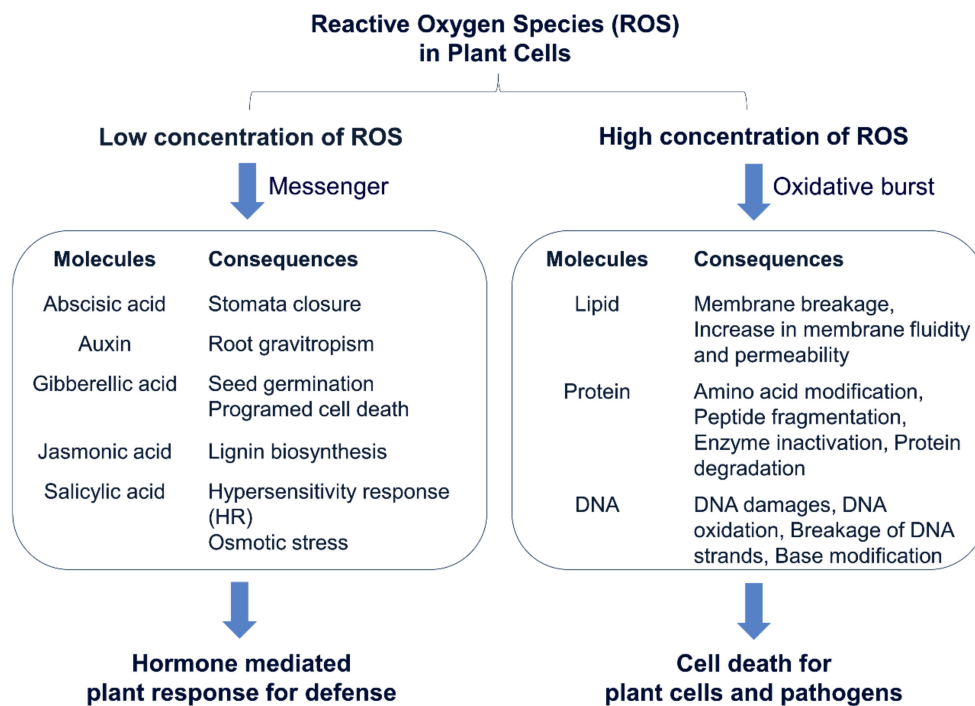 Reactive Oxygen Species (ROS)
in Plant Cells
Low concentration of ROS
Messenger
Molecules Consequences
Abscisic acid Stomata closure
Auxin Root gravitropism
Gibberellic acid Seed germination
Programed cell death
Jasmonic acid Lignin biosynthesis
Salicylic acid Hypersensitivity response
(HR)
Osmotic stress
Hormone mediated
plant response for defense
High concentration of ROS
Oxidative burst
Molecules Consequences
Lipid Membrane breakage,
Increase in membrane fluidity
and permeability
Protein Amino acid modification,
Peptide fragmentation,
Enzyme inactivation, Protein
degradation
DNA DNA damages, DNA
oxidation, Breakage of DNA
strands, Base modification
Cell death for
plant cells and pathogens